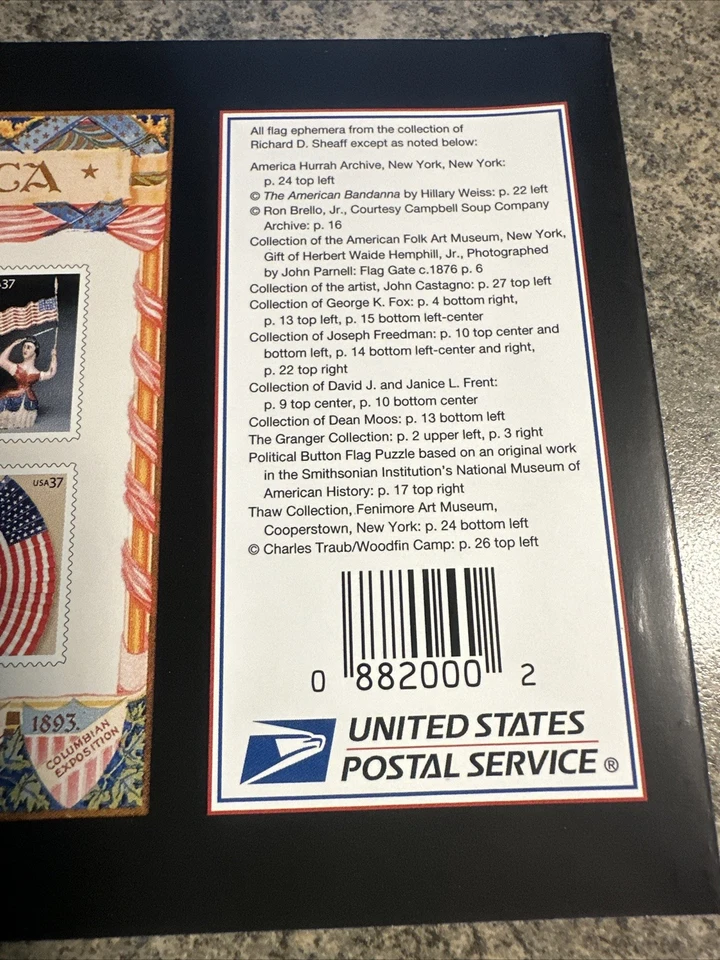 CA
37
USA37
1893
COLUMBIAN
EXPOSITION
All flag ephemera from the collection of
Richard D. Sheaff except as noted below:
America Hurrah Archive, New York, New York:
p. 24 top left
© The American Bandanna by Hillary Weiss: p. 22 left
© Ron Brello, Jr., Courtesy Campbell Soup Company
Archive: p. 16
Collection of the American Folk Art Museum, New York,
Gift of Herbert Waide Hemphill, Jr., Photographed
by John Parnell: Flag Gate c.1876 p. 6
Collection of the artist, John Castagno: p. 27 top left
Collection of George K. Fox: p. 4 bottom right,
p. 13 top left, p. 15 bottom left-center
Collection of Joseph Freedman: p. 10 top center and
bottom left, p. 14 bottom left-center and right,
p. 22 top right
Collection of David J. and Janice L. Frent:
p. 9 top center, p. 10 bottom center
Collection of Dean Moos: p. 13 bottom left
The Granger Collection: p. 2 upper left, p. 3 right
Political Button Flag Puzzle based on an original work
in the Smithsonian Institution's National Museum of
American History: p. 17 top right
Thaw Collection, Fenimore Art Museum,
Cooperstown, New York: p. 24 bottom left
© Charles Traub/Woodfin Camp: p. 26 top left
0 882000 2
UNITED STATES
POSTAL SERVICE®